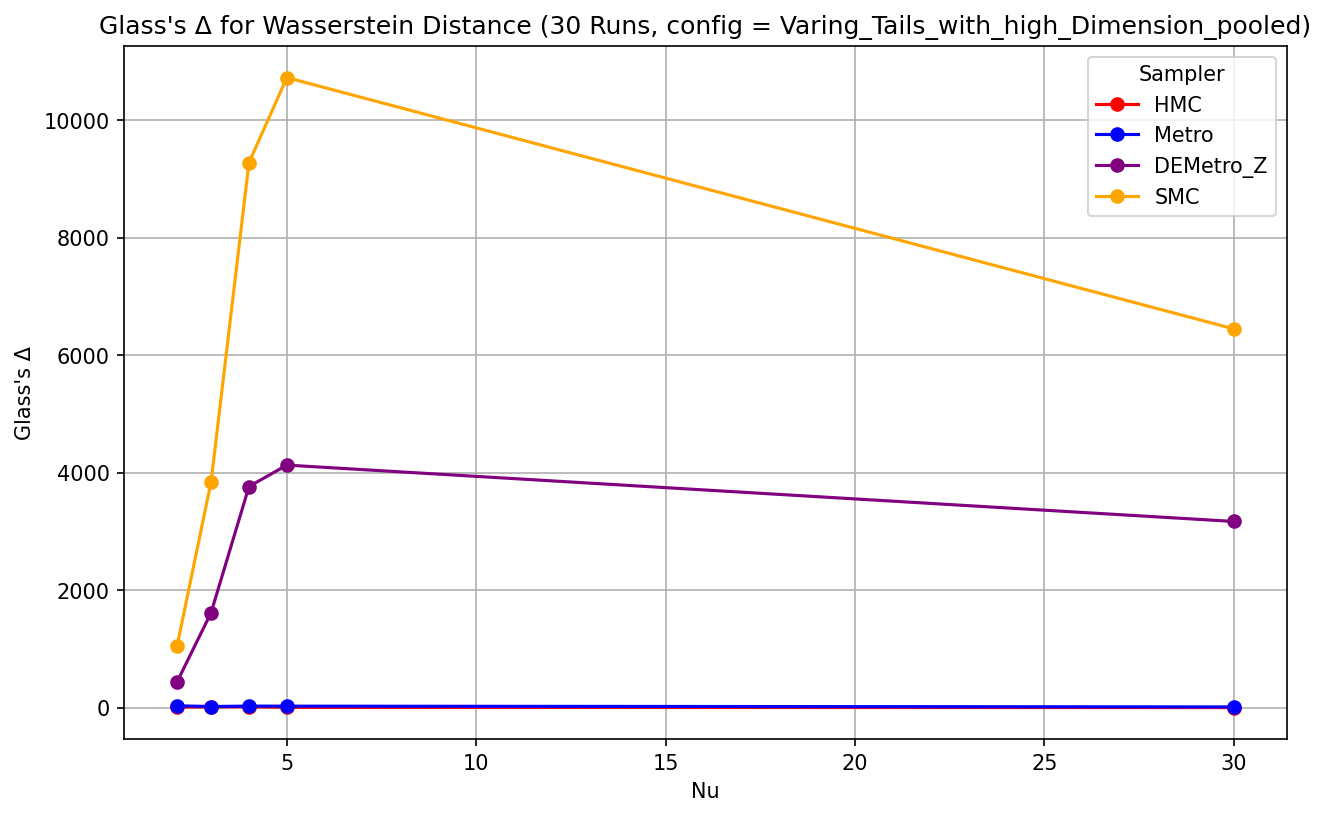 Glass's Δ for Wasserstein Distance (30 Runs, config = Varing_Tails_with_high_Dimension_pooled)
Sampler
HMC
Metro
DEMetro_Z
SMC
Glass's Δ
10000
8000
6000
4000
2000
0
5
10
15
20
25
30
Nu